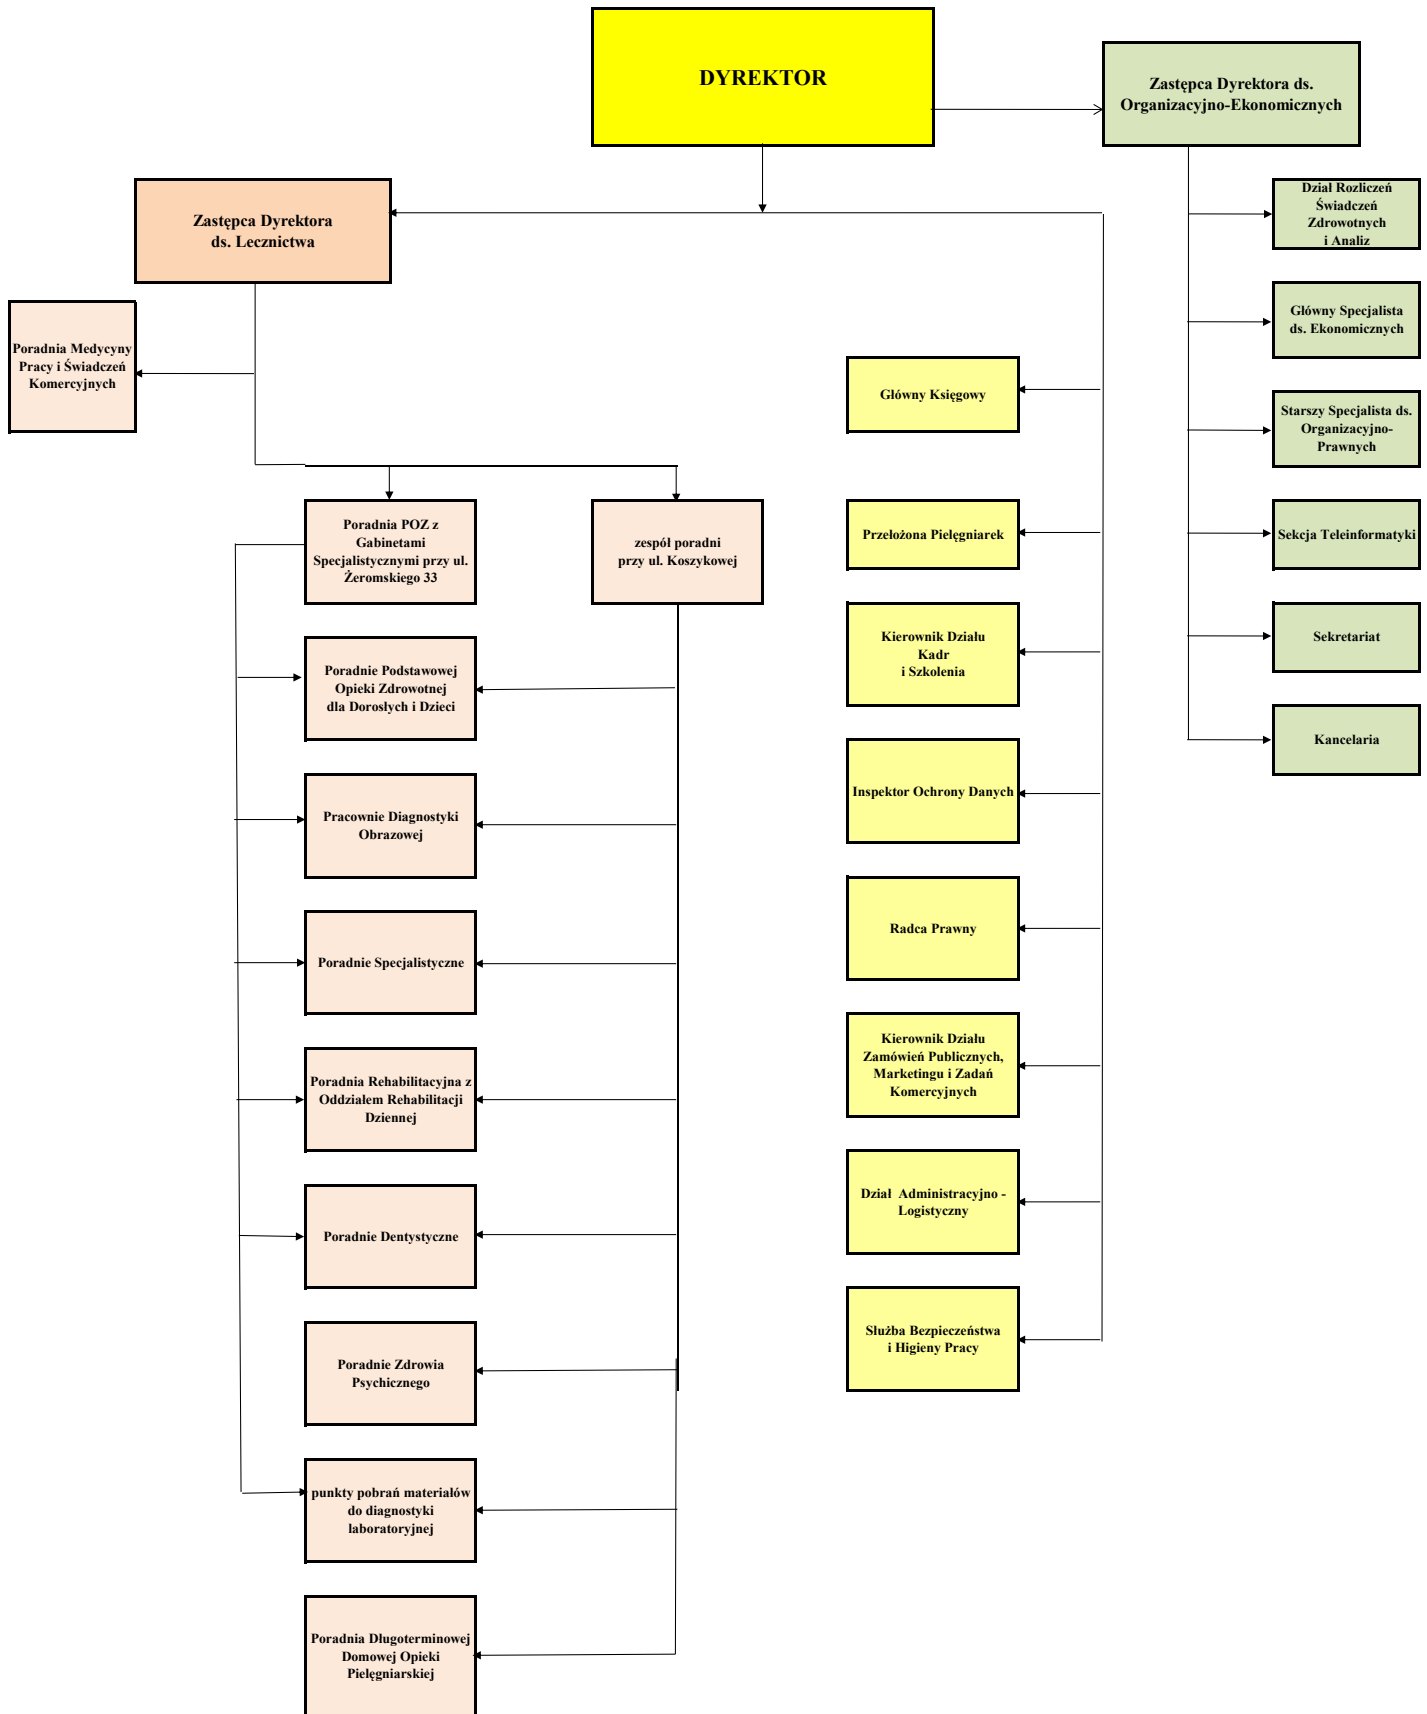 DYREKTOR
Zastępca Dyrektora ds.
Organizacyjno-Ekonomicznych
Zastępca Dyrektora
ds. Lecznictwa
Dział Rozliczeń
Świadczeń
Zdrowotnych
i Analiz
Poradnia Medycyny
Pracy i Świadczeń
Komercyjnych
Główny Specjalista
ds. Ekonomicznych
Główny Księgowy
Starszy Specjalista ds.
Organizacyjno-
Prawnych
Poradnia POZ z
Gabinetami
Specjalistycznymi przy ul.
Żeromskiego 33
zespół poradni
przy ul. Koszykowej
Przełożona Pielęgniarek
Sekcja Teleinformatyki
Poradnie Podstawowej
Opieki Zdrowotnej
dla Dorosłych i Dzieci
Kierownik Działu
Kadr
i Szkolenia
Sekretariat
Pracownie Diagnostyki
Obrazowej
Inspektor Ochrony Danych
Kancelaria
Poradnie Specjalistyczne
Radca Prawny
Poradnia Rehabilitacyjna z
Oddziałem Rehabilitacji
Dziennej
Kierownik Działu
Zamówień Publicznych,
Marketingu i Zadań
Komercyjnych
Poradnie Dentystyczne
Dział  Administracyjno -
Logistyczny
Poradnie Zdrowia
Psychicznego
Służba Bezpieczeństwa
i Higieny Pracy
punkty pobrań materiałów
do diagnostyki
laboratoryjnej
Poradnia Długoterminowej
Domowej Opieki
Pielęgniarskiej